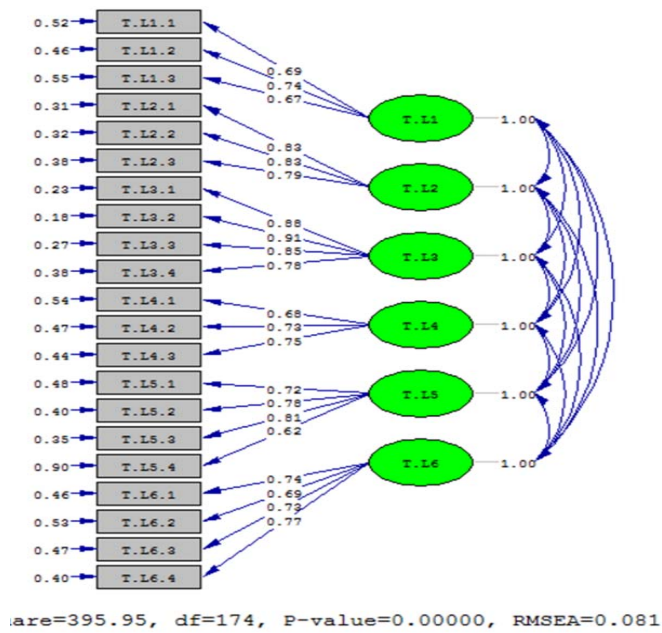 0.52 T.L1.1
0.46 T.L1.2
0.55 T.L1.3
0.31 T.L2.1
0.32 T.L2.2
0.38 T.L2.3
0.23 T.L3.1
0.18 T.L3.2
0.27 T.L3.3
0.38 T.L3.4
0.54 T.L4.1
0.47 T.L4.2
0.44 T.L4.3
0.48 T.L5.1
0.40 T.L5.2
0.35 T.L5.3
0.90 T.L5.4
0.46 T.L6.1
0.53 T.L6.2
0.47 T.L6.3
0.40 T.L6.4
0.69
0.74
0.67
0.83
0.83
0.79
0.88
0.91
0.85
0.78
0.68
0.73
0.75
0.72
0.78
0.81
0.62
0.74
0.69
0.73
0.77
T.L1 1.00
T.L2 1.00
T.L3 1.00
T.L4 1.00
T.L5 1.00
T.L6 1.00
are=395.95, df=174, P-value=0.00000, RMSEA=0.081